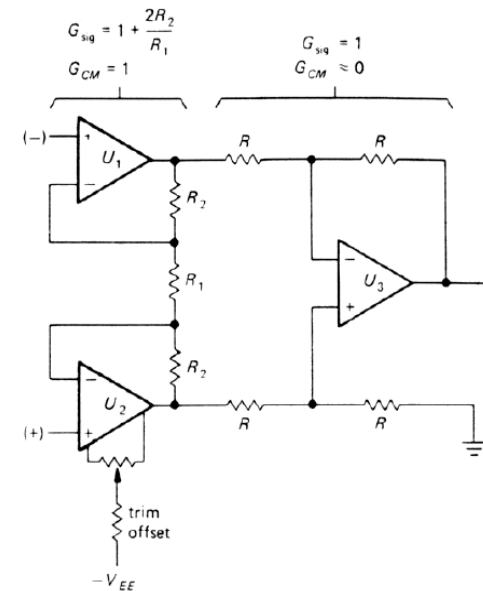 G_sig = 1 + 2R_2 / R_1
G_CM = 1
G_sig = 1
G_CM ≈ 0
(−)
+
U_1
−
R_2
R_1
R_2
−
U_2
+
(+)
R
R
−
U_3
+
R
R
trim
offset
−V_EE